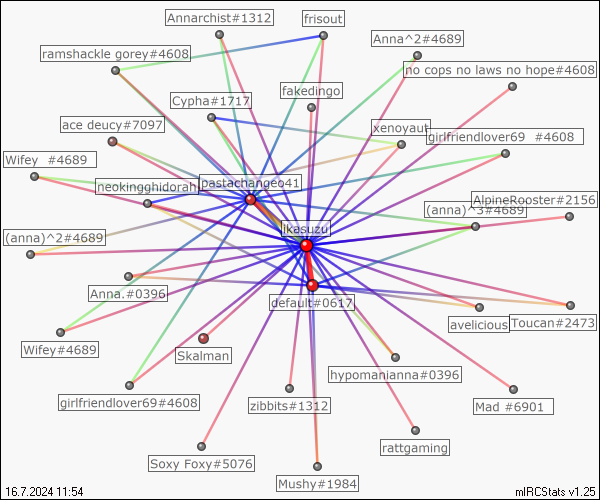 Annarchist#1312
frisout
Anna^2#4689
ramshackle gorey#4608
no cops no laws no hope#4608
fakedingo
Cypha#1717
ace deucy#7097
xenoyaut
girlfriendlover69 #4608
Wifey #4689
pastachangeo41
neokingghidorah
AlpineRooster#2156
(anna)^3#4689
ikasuzu
(anna)^2#4689
Anna.#0396
default#0617
Toucan#2473
avelicious
Wifey#4689
Skalman
hypomanianna#0396
girlfriendlover69#4608
zibbits#1312
Mad #6901
rattgaming
Soxy Foxy#5076
Mushy#1984
16.7.2024 11:54
mIRCStats v1.25